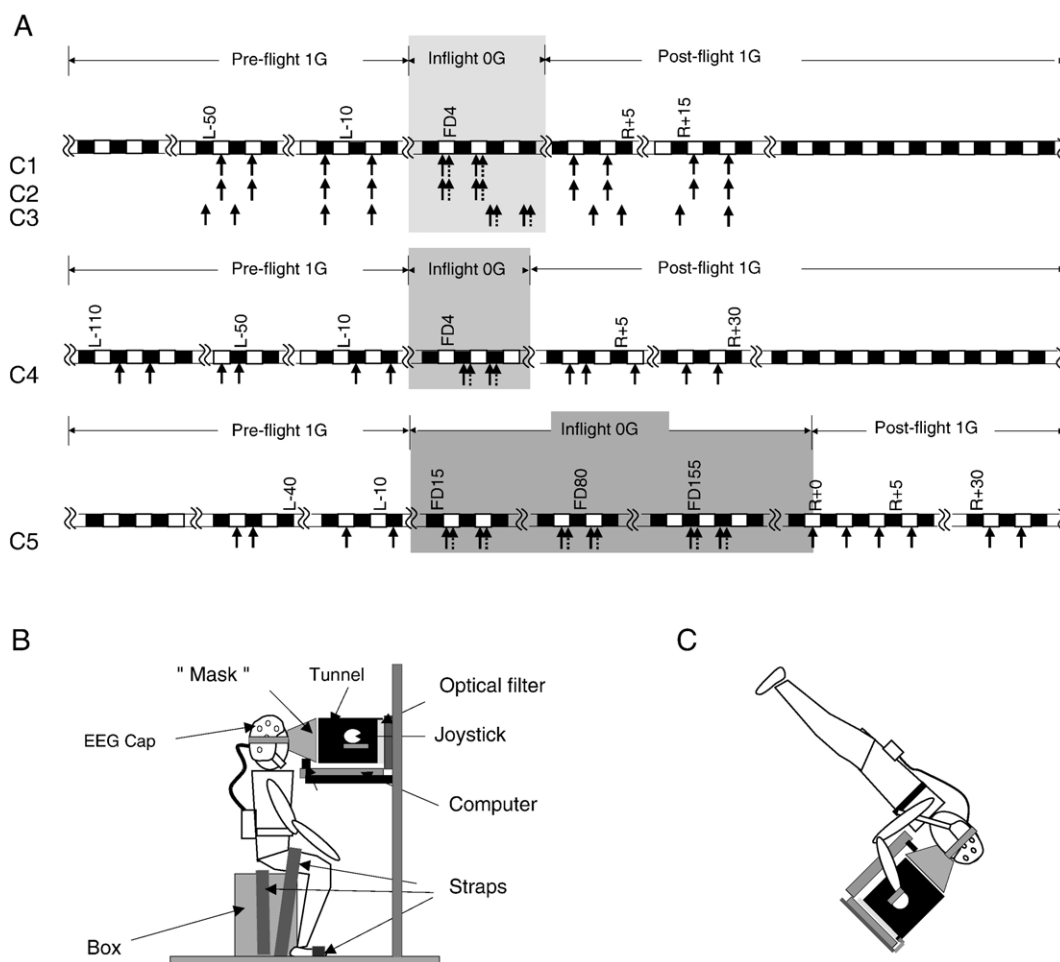 A
Pre-flight 1G
Inflight 0G
Post-flight 1G
L-50
L-10
FD4
R+5
R+15
C1
C2
C3
Pre-flight 1G
Inflight 0G
Post-flight 1G
L-110
L-50
L-10
FD4
R+5
R+30
C4
Pre-flight 1G
Inflight 0G
Post-flight 1G
L-40
L-10
FD15
FD80
FD155
R+0
R+5
R+30
C5
B
C
" Mask "
Tunnel
Optical filter
EEG Cap
Joystick
Computer
Straps
Box